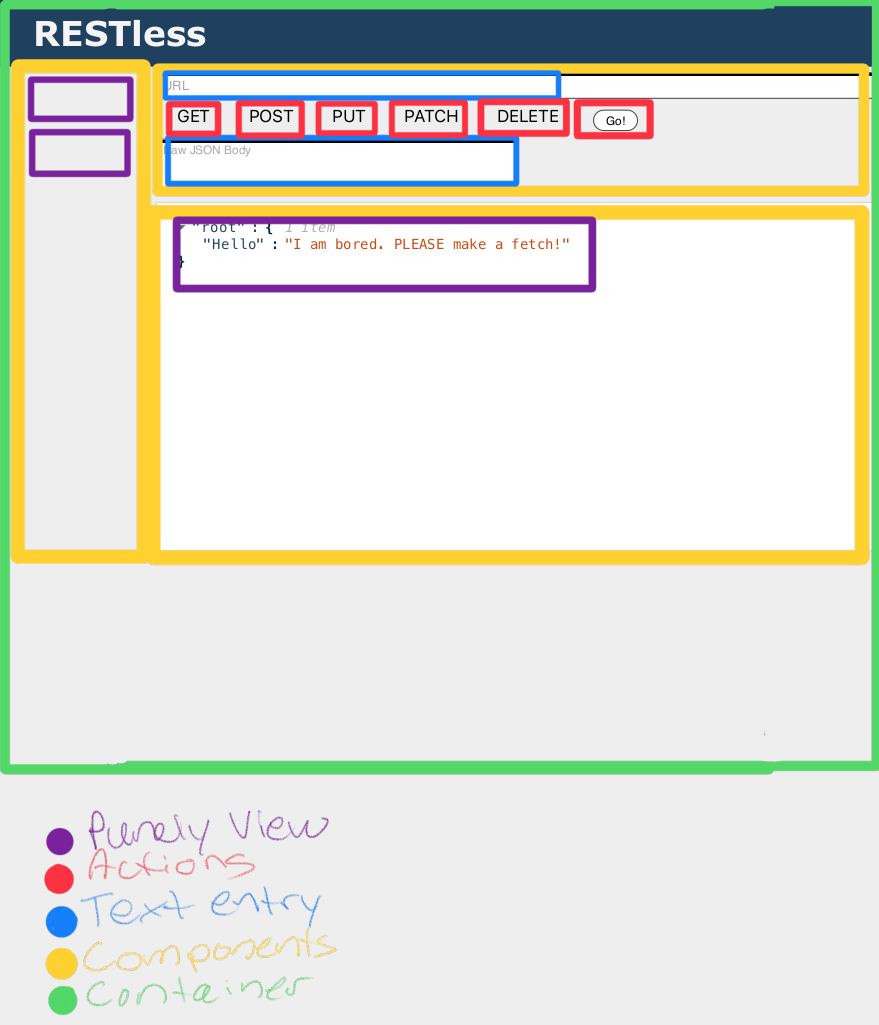 RESTless
URL
GET POST PUT PATCH DELETE Go!
Raw JSON Body
"root" : { 1 item
"Hello" : "I am bored. PLEASE make a fetch!"
}
Purely View
Actions
Text entry
Components
Container